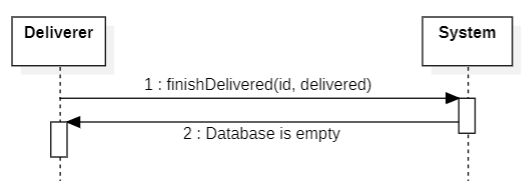 Deliverer
System
1 : finishDelivered(id, delivered)
2 : Database is empty